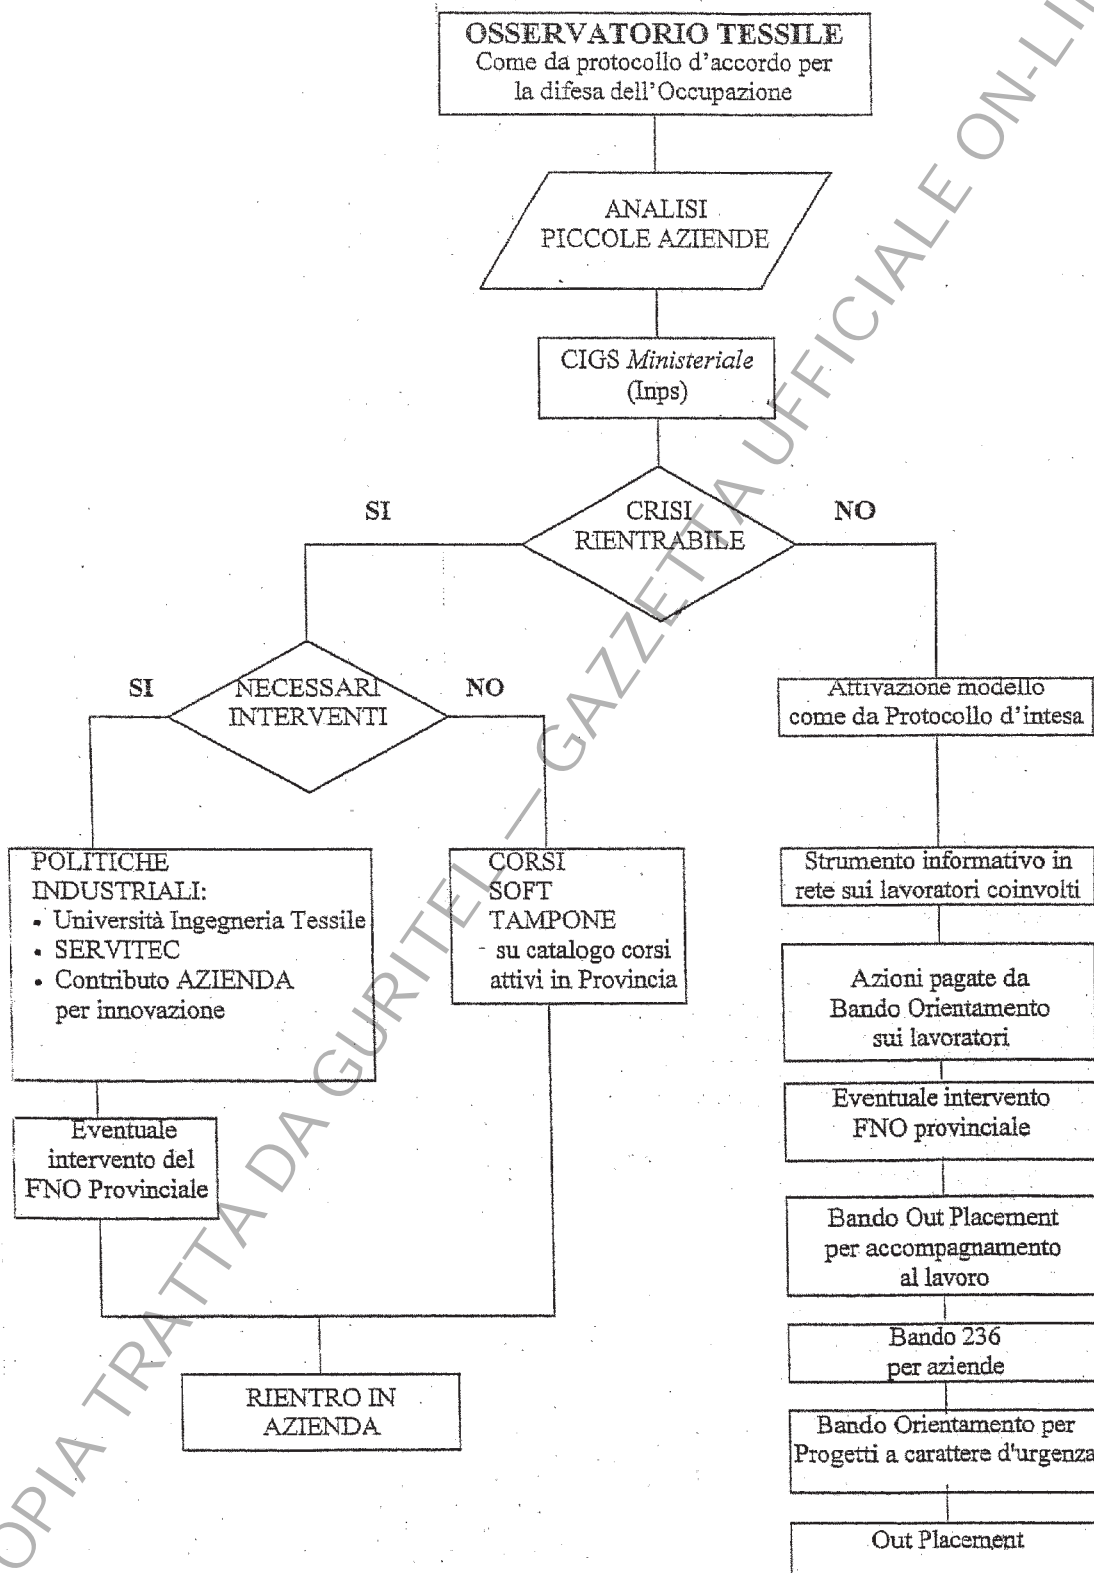 OSSERVATORIO TESSILE
Come da protocollo d'accordo per
la difesa dell'Occupazione
ANALISI
PICCOLE AZIENDE
CIGS Ministeriale
(Inps)
SI
CRISI
RIENTRABILE
NO
SI
NECESSARI
INTERVENTI
NO
Attivazione modello
come da Protocollo d'intesa
POLITICHE
INDUSTRIALI:
• Università Ingegneria Tessile
• SERVITEC
• Contributo AZIENDA
per innovazione
CORSI
SOFT
TAMPONE
- su catalogo corsi
attivi in Provincia
Strumento informativo in
rete sui lavoratori coinvolti
Azioni pagate da
Bando Orientamento
sui lavoratori
Eventuale intervento
FNO provinciale
Eventuale
intervento del
FNO Provinciale
Bando Out Placement
per accompagnamento
al lavoro
Bando 236
per aziende
RIENTRO IN
AZIENDA
Bando Orientamento per
Progetti a carattere d'urgenza
Out Placement
OPIA TRATTA DA GURITEL — GAZZETTA UFFICIALE ON-LI